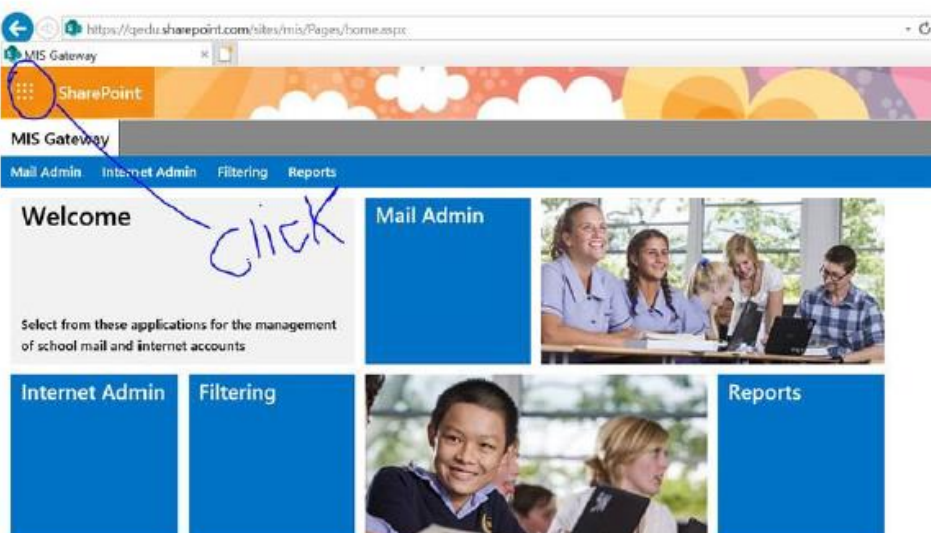 https://qedu.sharepoint.com/sites/mis/Pages/home.aspx
MIS Gateway
SharePoint
MIS Gateway
Mail Admin Internet Admin Filtering Reports
Welcome
click
Mail Admin
Select from these applications for the management
of school mail and internet accounts
Internet Admin
Filtering
Reports